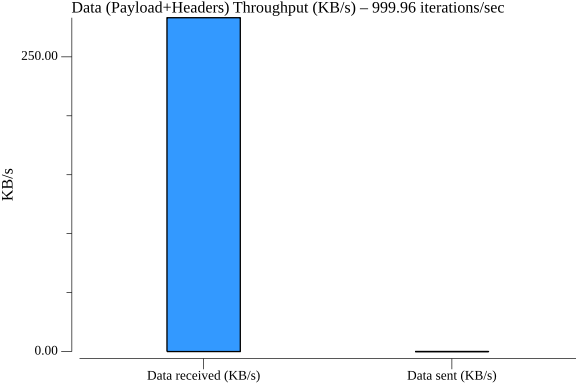 Data (Payload+Headers) Throughput (KB/s) – 999.96 iterations/sec
250.00
KB/s
0.00
Data received (KB/s)
Data sent (KB/s)